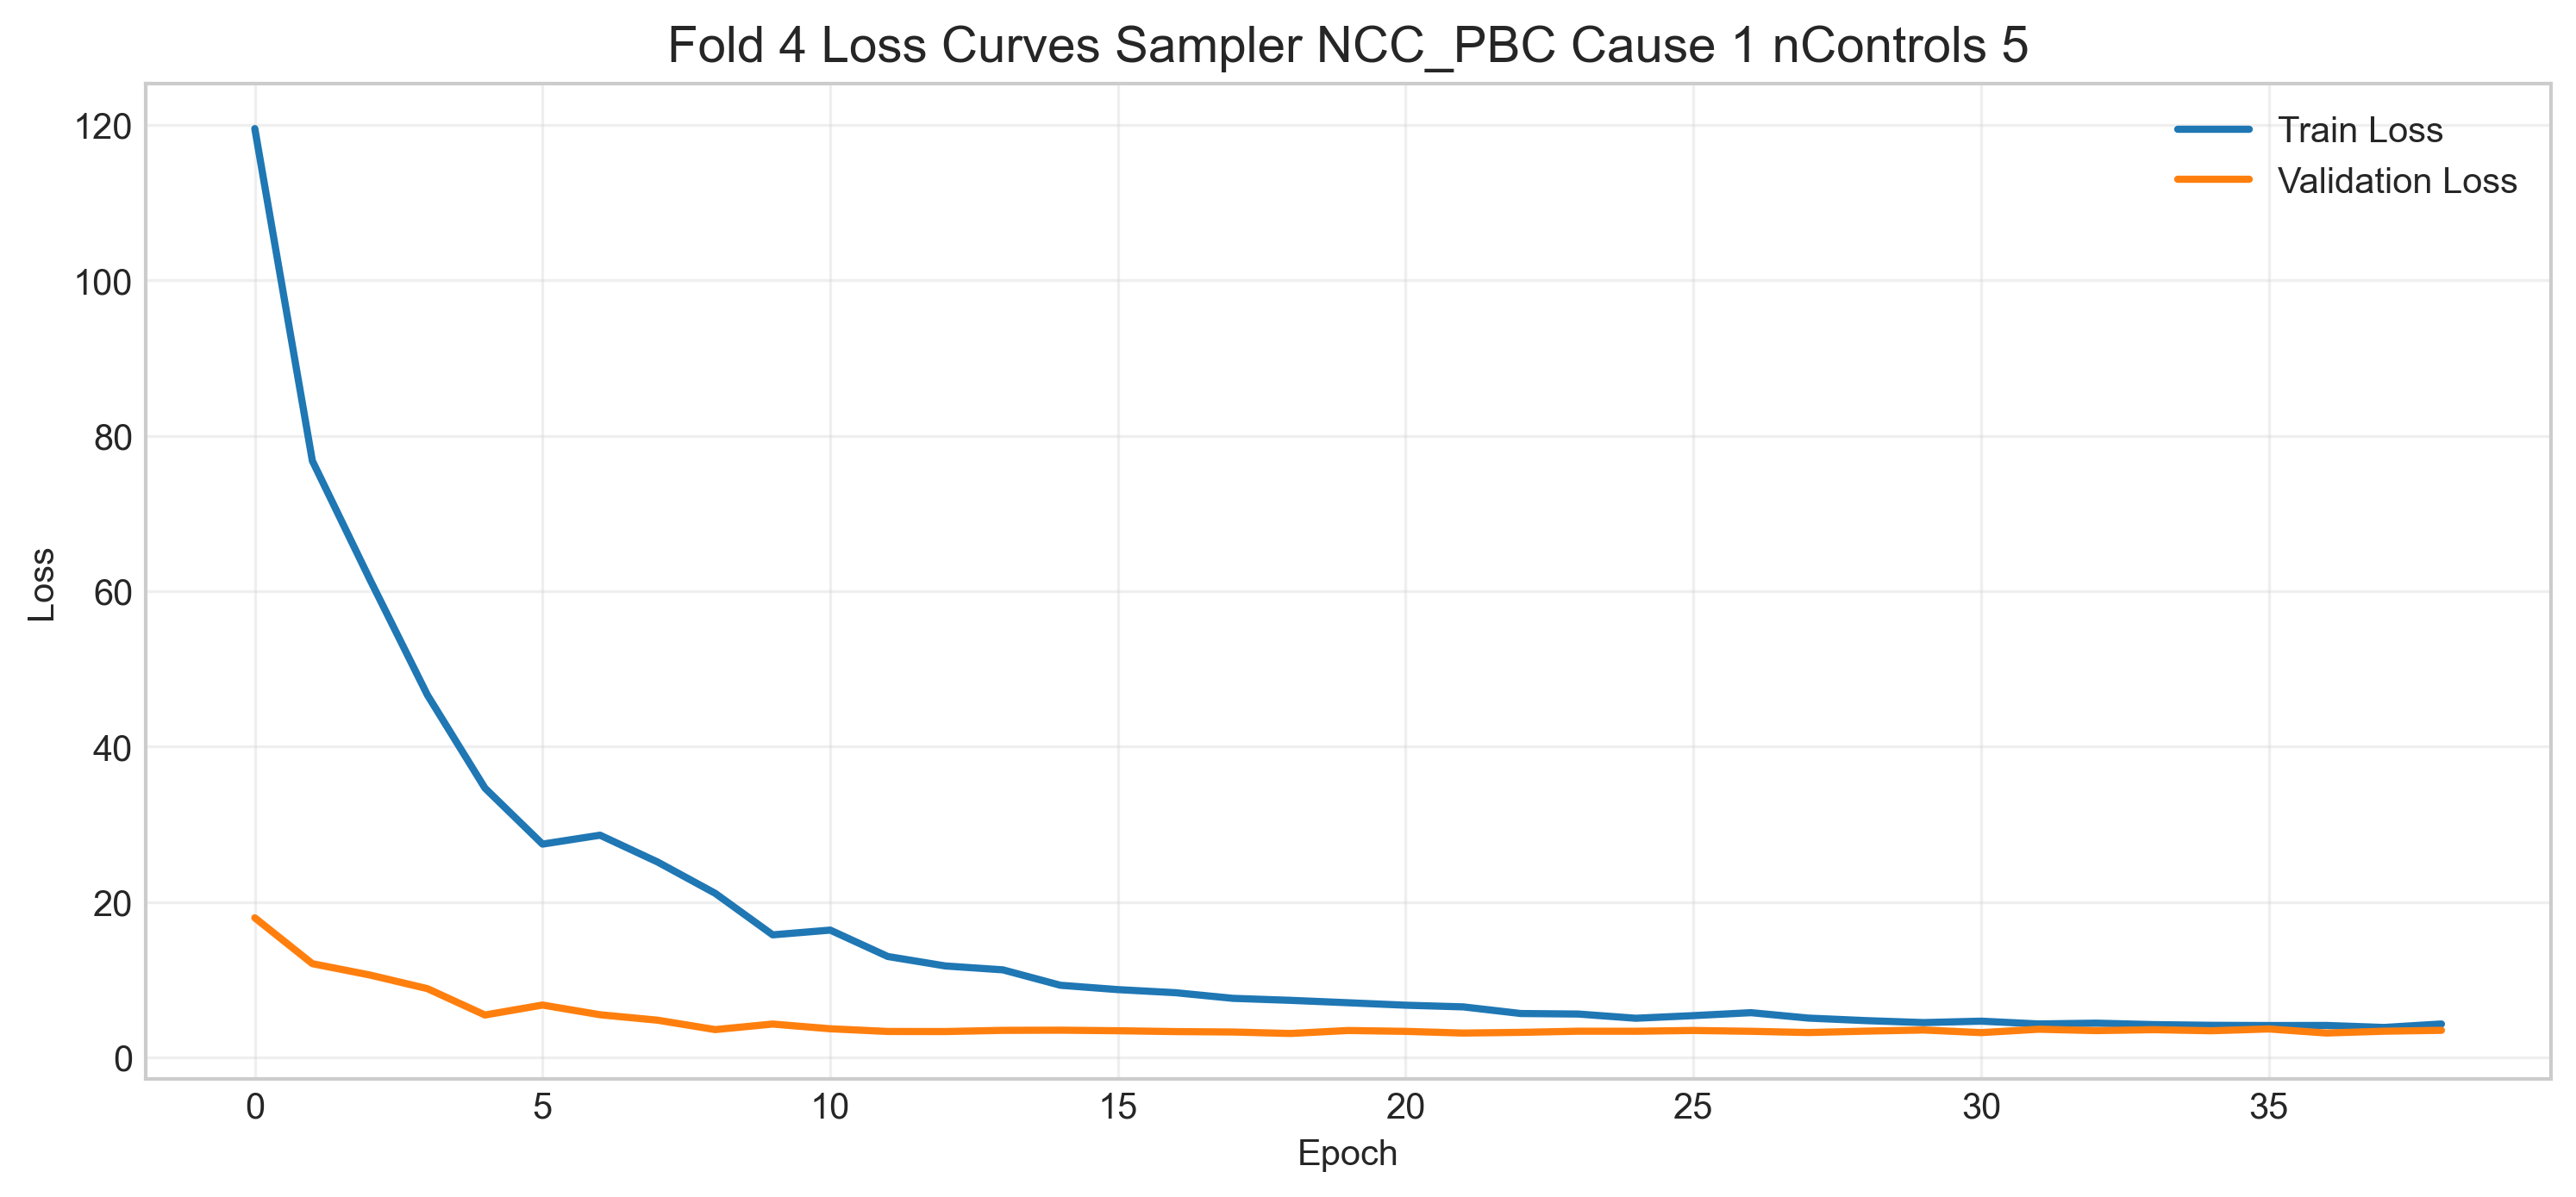 Fold 4 Loss Curves Sampler NCC_PBC Cause 1 nControls 5
Train Loss
Validation Loss
Loss
120
100
80
60
40
20
0
0 5 10 15 20 25 30 35
Epoch